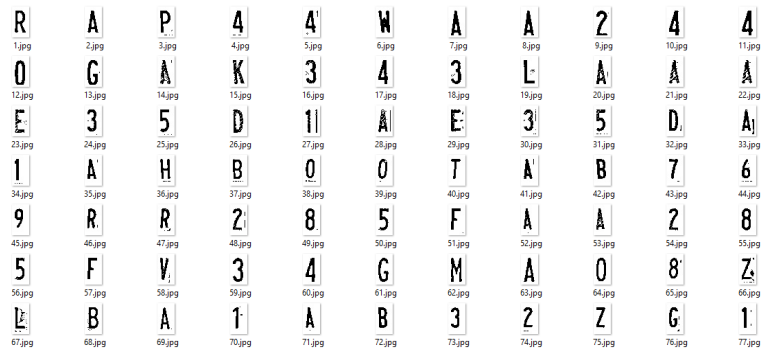 R A P 4 4 W A A 2 4 4
1.jpg 2.jpg 3.jpg 4.jpg 5.jpg 6.jpg 7.jpg 8.jpg 9.jpg 10.jpg 11.jpg
0 G A K 3 4 3 L A A A
12.jpg 13.jpg 14.jpg 15.jpg 16.jpg 17.jpg 18.jpg 19.jpg 20.jpg 21.jpg 22.jpg
E 3 5 D 1 A E 3 5 D A
23.jpg 24.jpg 25.jpg 26.jpg 27.jpg 28.jpg 29.jpg 30.jpg 31.jpg 32.jpg 33.jpg
1 A H B 0 0 T A B 7 6
34.jpg 35.jpg 36.jpg 37.jpg 38.jpg 39.jpg 40.jpg 41.jpg 42.jpg 43.jpg 44.jpg
9 R R 2 8 5 F A A 2 8
45.jpg 46.jpg 47.jpg 48.jpg 49.jpg 50.jpg 51.jpg 52.jpg 53.jpg 54.jpg 55.jpg
5 F V 3 4 G M A 0 8 Z
56.jpg 57.jpg 58.jpg 59.jpg 60.jpg 61.jpg 62.jpg 63.jpg 64.jpg 65.jpg 66.jpg
L B A 1 A B 3 2 Z G 1
67.jpg 68.jpg 69.jpg 70.jpg 71.jpg 72.jpg 73.jpg 74.jpg 75.jpg 76.jpg 77.jpg